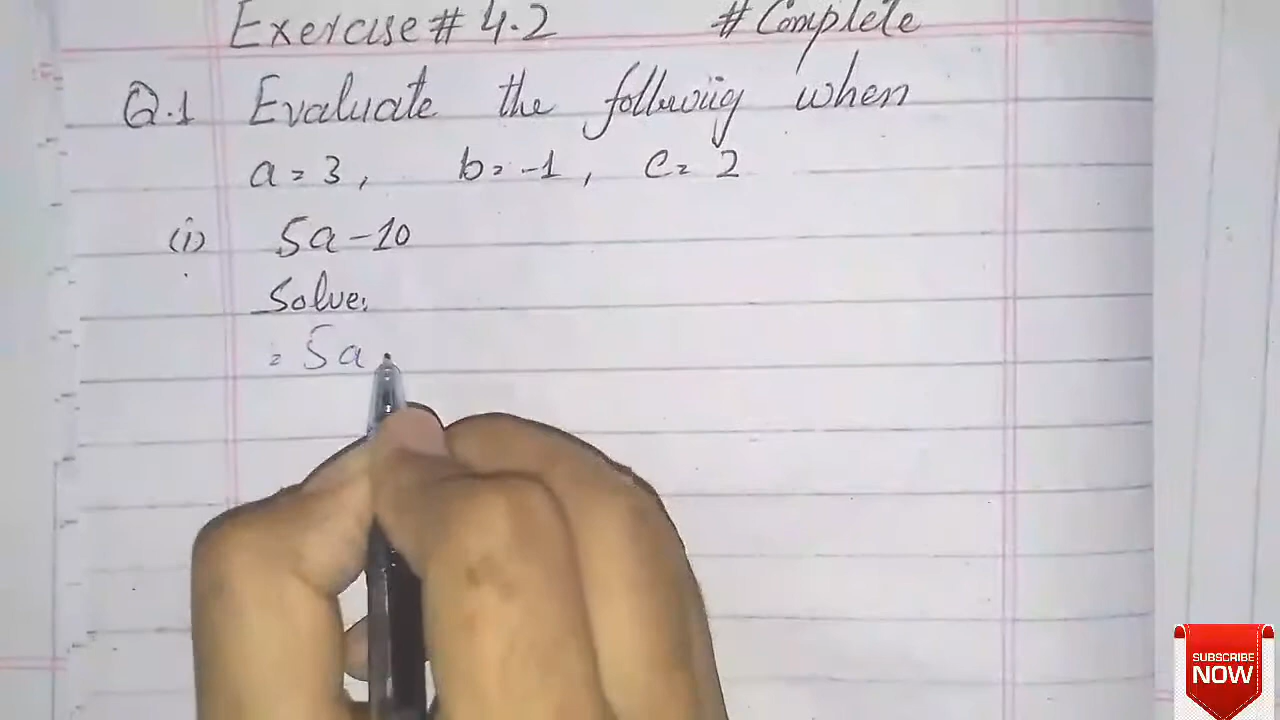 Exercise # 4.2 # Complete
Q.1 Evaluate the following when
a = 3, b = -1, c = 2
(i) 5a - 10
Solve:
= 5a
SUBSCRIBE
NOW